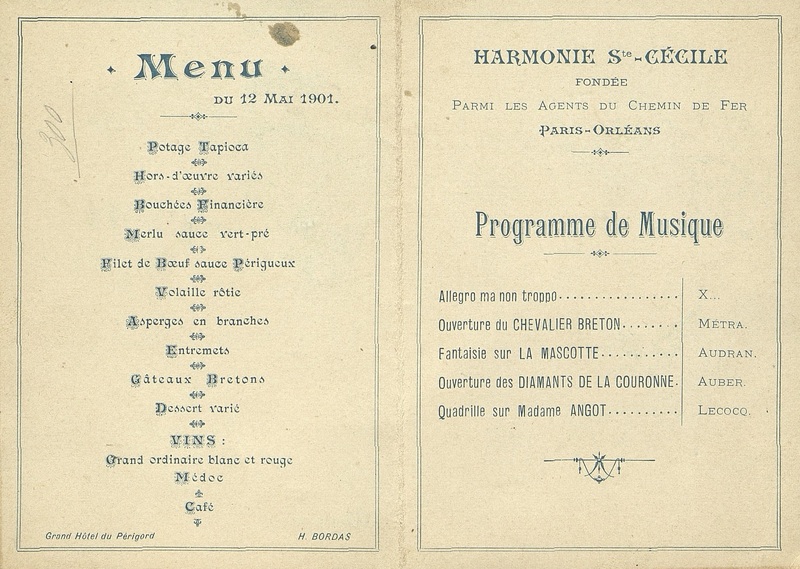 Menu
DU 12 MAI 1901.
300
Potage Tapioca
Hors-d'œuvre variés
Bouchées Financière
Merlu sauce vert-pré
Filet de Bœuf sauce Périgueux
Volaille rôtie
Asperges en branches
Entremets
Gâteaux Bretons
Dessert varié
VINS :
Grand ordinaire blanc et rouge
Médoc
Café
Grand Hôtel du Périgord H. BORDAS
HARMONIE Ste-CÉCILE
FONDÉE
PARMI LES AGENTS DU CHEMIN DE FER
PARIS-ORLÉANS
Programme de Musique
Allegro ma non troppo................. X...
Ouverture du CHEVALIER BRETON........ MÉTRA.
Fantaisie sur LA MASCOTTE........... AUDRAN.
Ouverture des DIAMANTS DE LA COURONNE. AUBER.
Quadrille sur Madame ANGOT.......... LECOCQ.